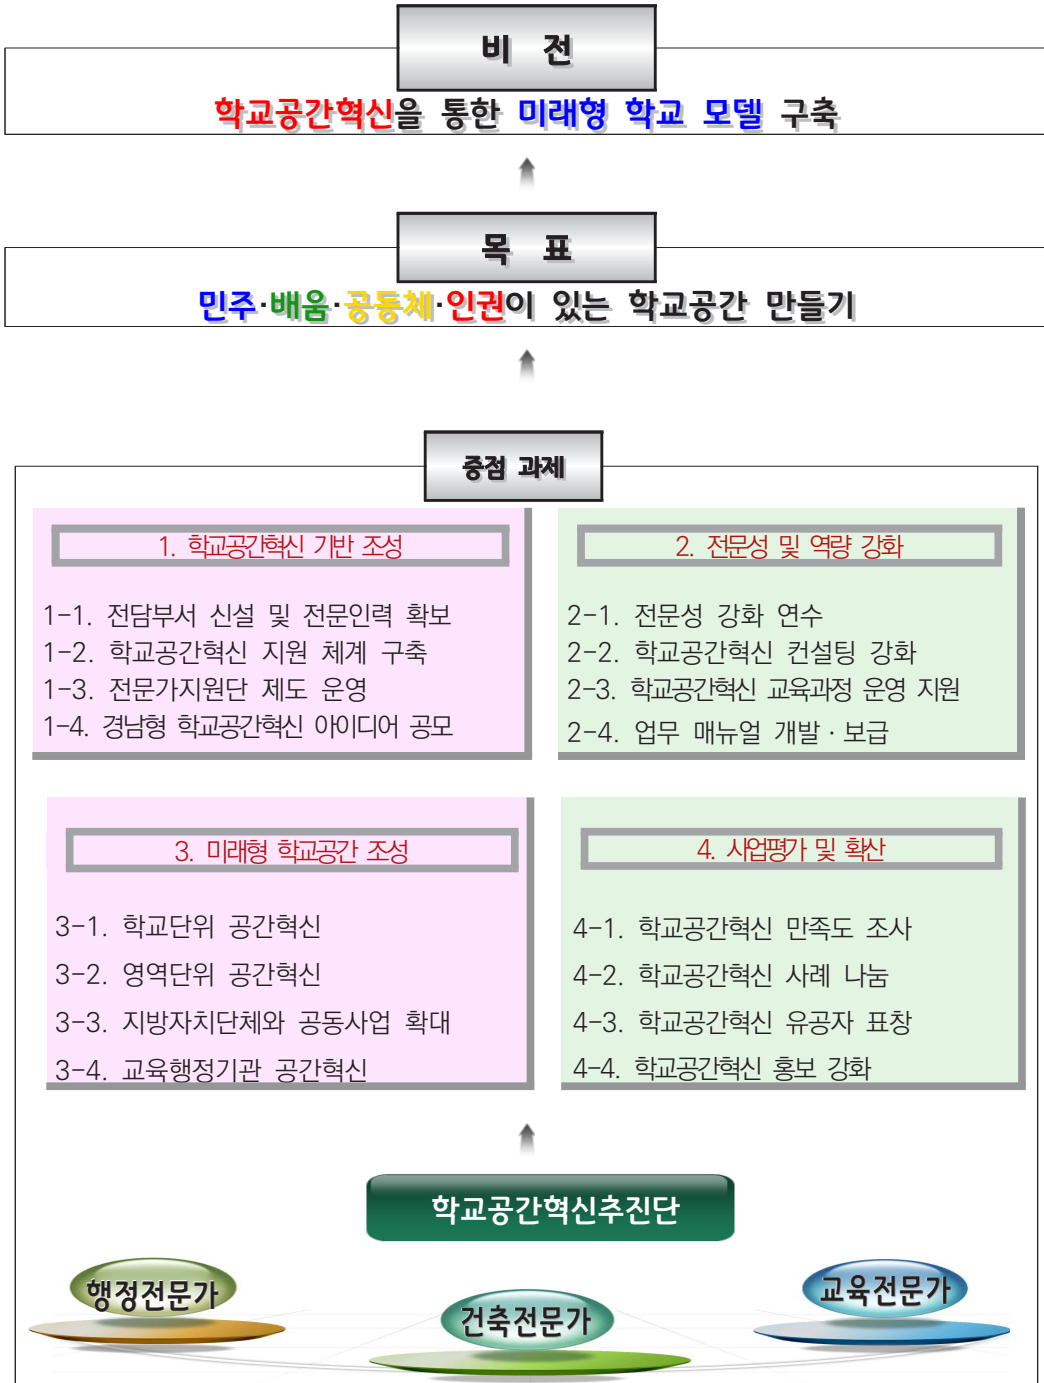 비 전
학교공간혁신을 통한 미래형 학교 모델 구축
목 표
민주·배움·공동체·인권이 있는 학교공간 만들기
중점 과제
1. 학교공간혁신 기반 조성
1-1. 전담부서 신설 및 전문인력 확보
1-2. 학교공간혁신 지원 체계 구축
1-3. 전문가지원단 제도 운영
1-4. 경남형 학교공간혁신 아이디어 공모
2. 전문성 및 역량 강화
2-1. 전문성 강화 연수
2-2. 학교공간혁신 컨설팅 강화
2-3. 학교공간혁신 교육과정 운영 지원
2-4. 업무 매뉴얼 개발·보급
3. 미래형 학교공간 조성
3-1. 학교단위 공간혁신
3-2. 영역단위 공간혁신
3-3. 지방자치단체와 공동사업 확대
3-4. 교육행정기관 공간혁신
4. 사업평가 및 확산
4-1. 학교공간혁신 만족도 조사
4-2. 학교공간혁신 사례 나눔
4-3. 학교공간혁신 유공자 표창
4-4. 학교공간혁신 홍보 강화
학교공간혁신추진단
행정전문가
건축전문가
교육전문가